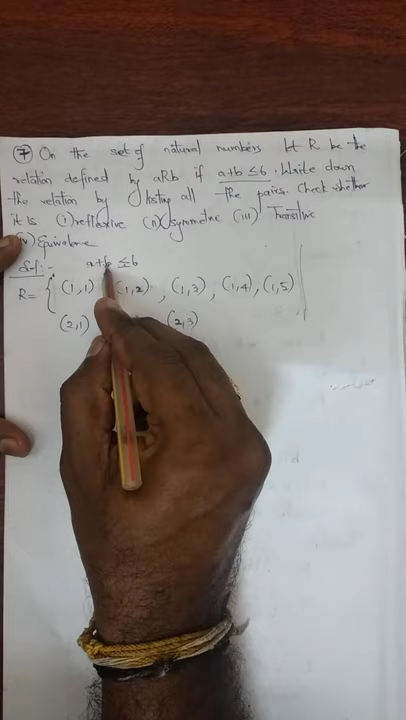 ⑦ On the set of natural numbers let R be the
relation defined by aRb if a+b ≤6. Write down
the relation by listing all the pairs. Check whether
it is (i) reflexive (ii) symmetric (iii) Transitive
(iv) Equivalence
a+b ≤6
R= { (1,1) (1,2) , (1,3) , (1,4) , (1,5)
(2,1) (2,3)